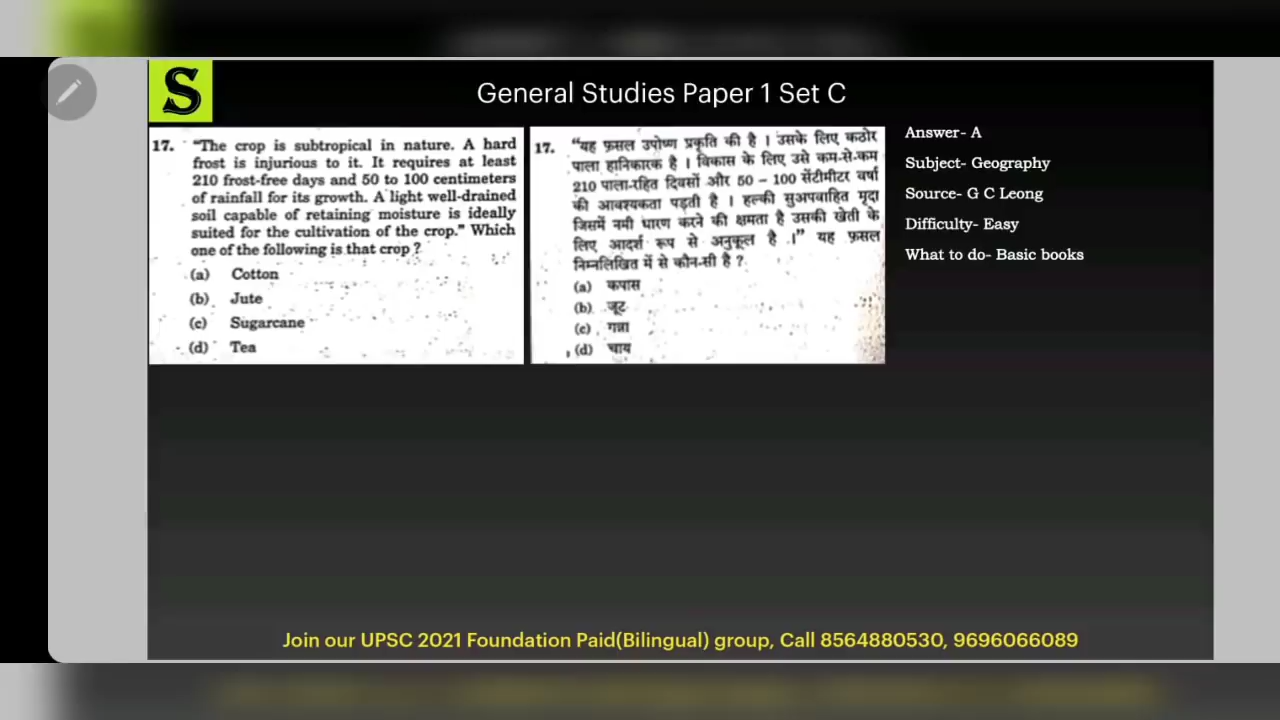 S
General Studies Paper 1 Set C
17. "The crop is subtropical in nature. A hard
frost is injurious to it. It requires at least
210 frost-free days and 50 to 100 centimeters
of rainfall for its growth. A light well-drained
soil capable of retaining moisture is ideally
suited for the cultivation of the crop." Which
one of the following is that crop ?
(a) Cotton
(b) Jute
(c) Sugarcane
(d) Tea
17. "यह फ़सल उपोष्ण प्रकृति की है । उसके लिए कठोर
पाला हानिकारक है । विकास के लिए उसे कम-से-कम
210 पाला-रहित दिवसों और 50 – 100 सेंटीमीटर वर्षा
की आवश्यकता पड़ती है । हल्की सुअपवाहित मृदा
जिसमें नमी धारण करने की क्षमता है उसकी खेती के
लिए आदर्श रूप से अनुकूल है ।" यह फ़सल
निम्नलिखित में से कौन-सी है ?
(a) कपास
(b) जूट
(c) गन्ना
(d) चाय
Answer- A
Subject- Geography
Source- G C Leong
Difficulty- Easy
What to do- Basic books
Join our UPSC 2021 Foundation Paid(Bilingual) group, Call 8564880530, 9696066089